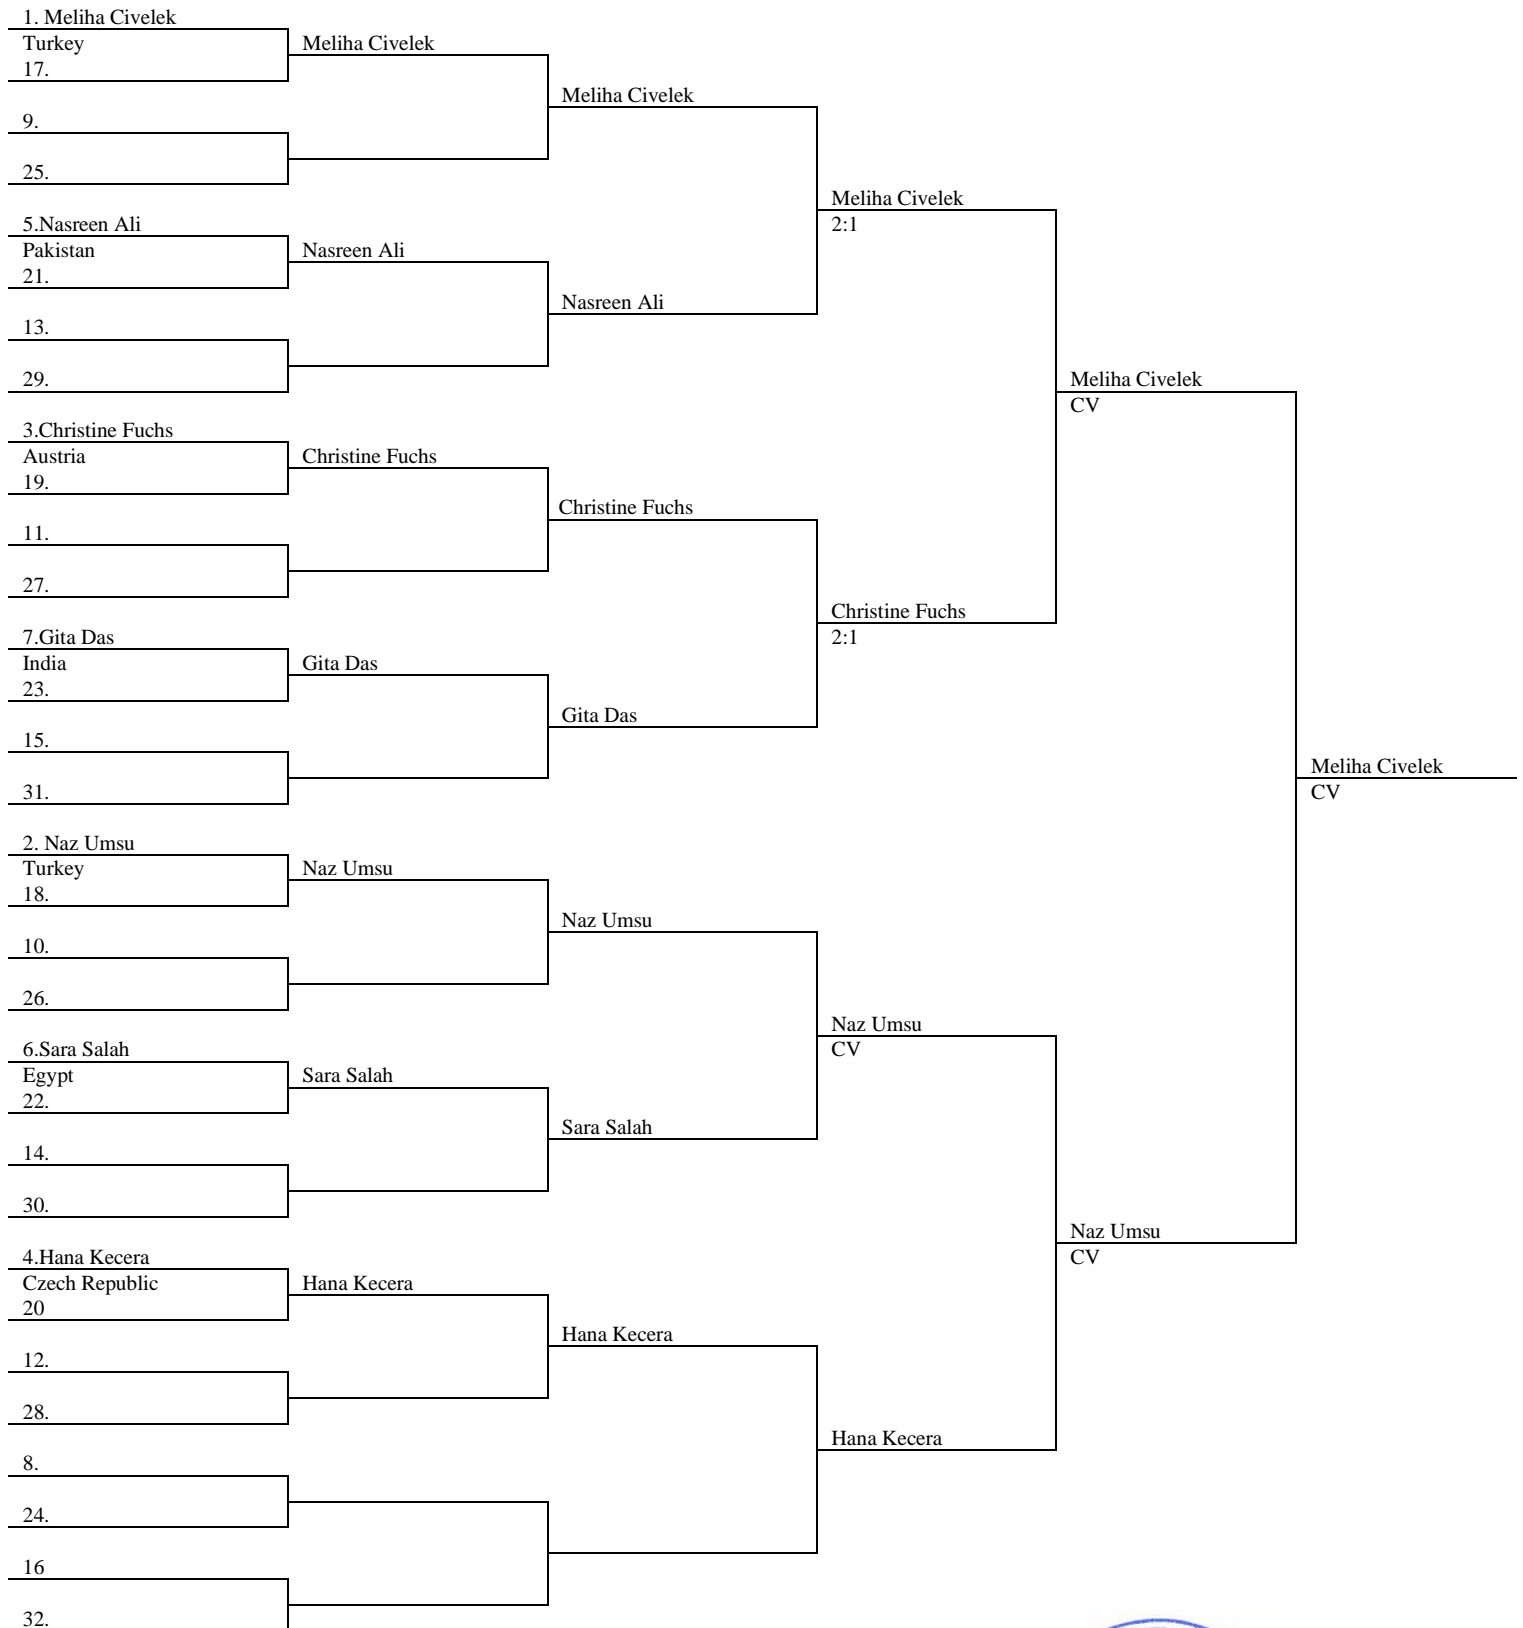 1. Meliha Civelek
Turkey
17.
9.
25.
5.Nasreen Ali
Pakistan
21.
13.
29.
3.Christine Fuchs
Austria
19.
11.
27.
7.Gita Das
India
23.
15.
31.
2. Naz Umsu
Turkey
18.
10.
26.
6.Sara Salah
Egypt
22.
14.
30.
4.Hana Kecera
Czech Republic
20
12.
28.
8.
24.
16
32.
Meliha Civelek
Nasreen Ali
Christine Fuchs
Gita Das
Naz Umsu
Sara Salah
Hana Kecera
Meliha Civelek
Nasreen Ali
Christine Fuchs
Gita Das
Naz Umsu
Sara Salah
Hana Kecera
Meliha Civelek
2:1
Christine Fuchs
2:1
Naz Umsu
CV
Hana Kecera
Meliha Civelek
CV
Naz Umsu
CV
Meliha Civelek
CV